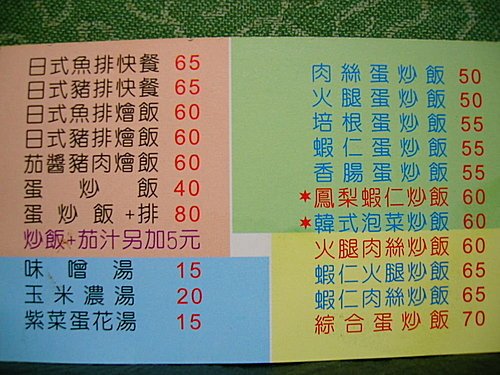 日式魚排快餐 65
日式豬排快餐 65
日式魚排燴飯 60
日式豬排燴飯 60
茄醬豬肉燴飯 60
蛋炒飯 40
蛋炒飯+排 80
炒飯+茄汁另加5元
味噌湯 15
玉米濃湯 20
紫菜蛋花湯 15
肉絲蛋炒飯 50
火腿蛋炒飯 50
培根蛋炒飯 55
蝦仁蛋炒飯 55
香腸蛋炒飯 55
★鳳梨蝦仁炒飯 60
★韓式泡菜炒飯 60
火腿肉絲炒飯 60
蝦仁火腿炒飯 65
蝦仁肉絲炒飯 65
綜合蛋炒飯 70